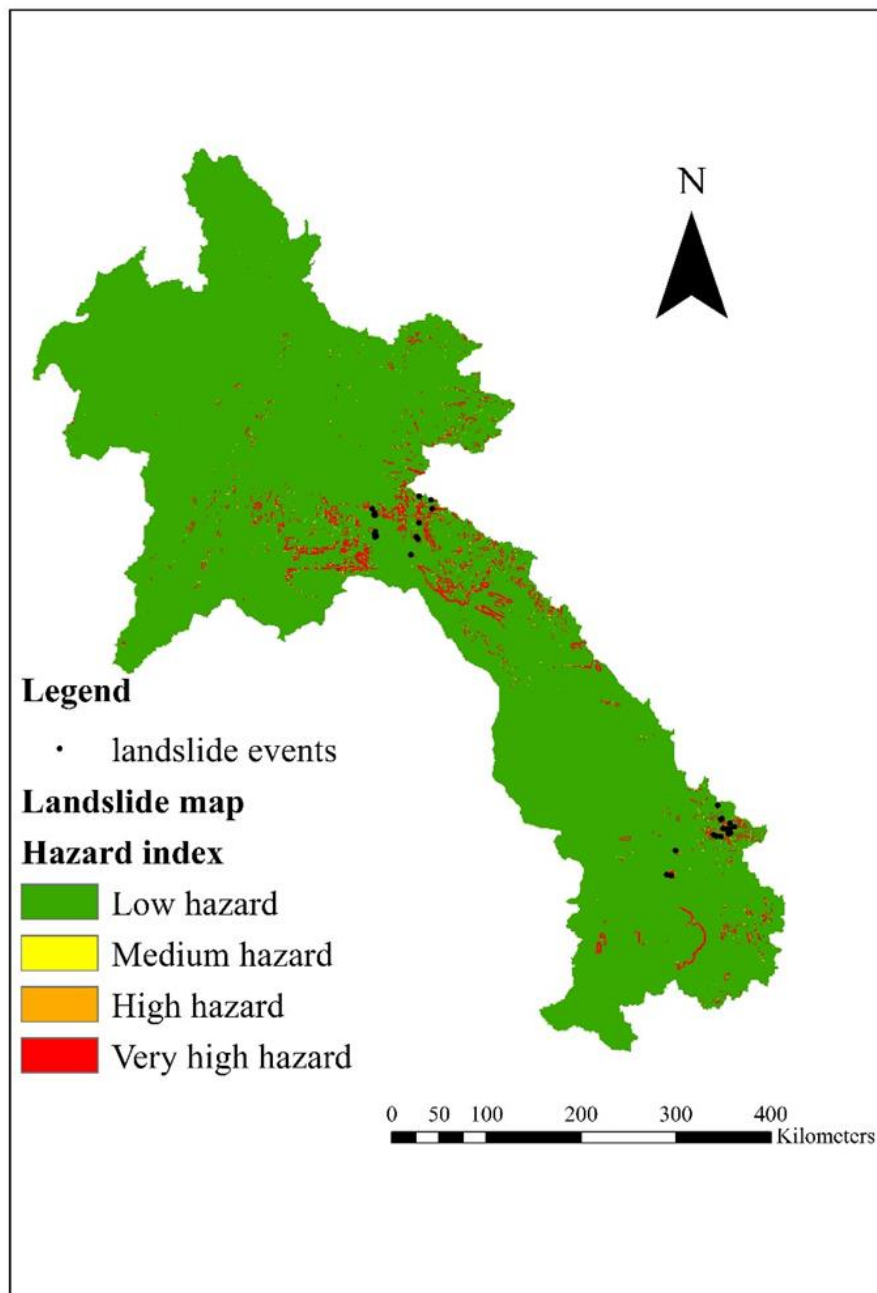 N
Legend
landslide events
Landslide map
Hazard index
Low hazard
Medium hazard
High hazard
Very high hazard
0 50 100 200 300 400
Kilometers